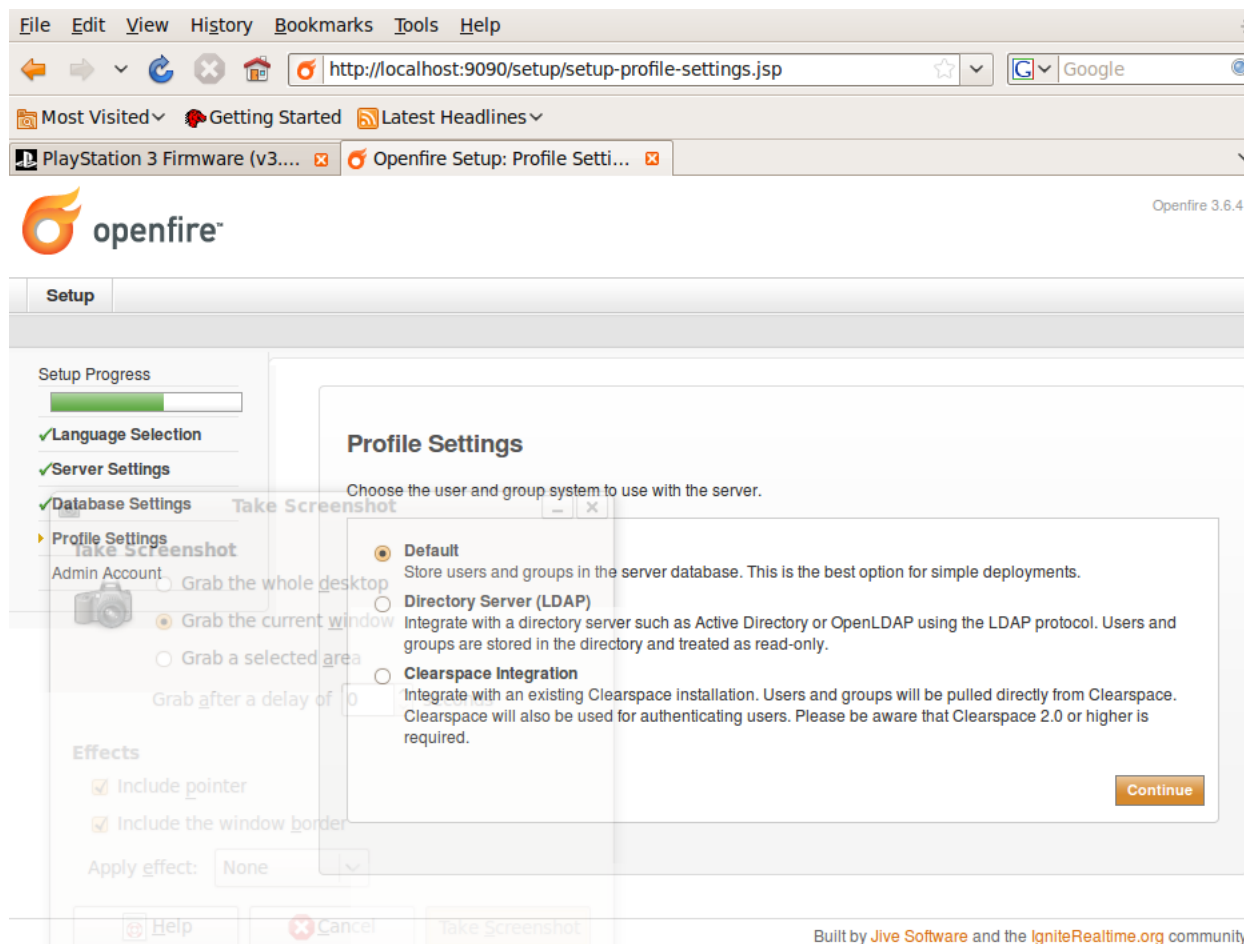 File Edit View History Bookmarks Tools Help
http://localhost:9090/setup/setup-profile-settings.jsp
G Google
Most Visited Getting Started Latest Headlines
PlayStation 3 Firmware (v3.... Openfire Setup: Profile Setti...
openfire™
Openfire 3.6.4
Setup
Setup Progress
Language Selection
Server Settings
Database Settings
Profile Settings
Admin Account
Profile Settings
Choose the user and group system to use with the server.
Default
Store users and groups in the server database. This is the best option for simple deployments.
Directory Server (LDAP)
Integrate with a directory server such as Active Directory or OpenLDAP using the LDAP protocol. Users and
groups are stored in the directory and treated as read-only.
Clearspace Integration
Integrate with an existing Clearspace installation. Users and groups will be pulled directly from Clearspace.
Clearspace will also be used for authenticating users. Please be aware that Clearspace 2.0 or higher is
required.
Continue
Take Screenshot
Take Screenshot
Grab the whole desktop
Grab the current window
Grab a selected area
Grab after a delay of 0 seconds
Effects
Include pointer
Include the window border
Apply effect: None
Help Cancel Take Screenshot
Built by Jive Software and the IgniteRealtime.org community